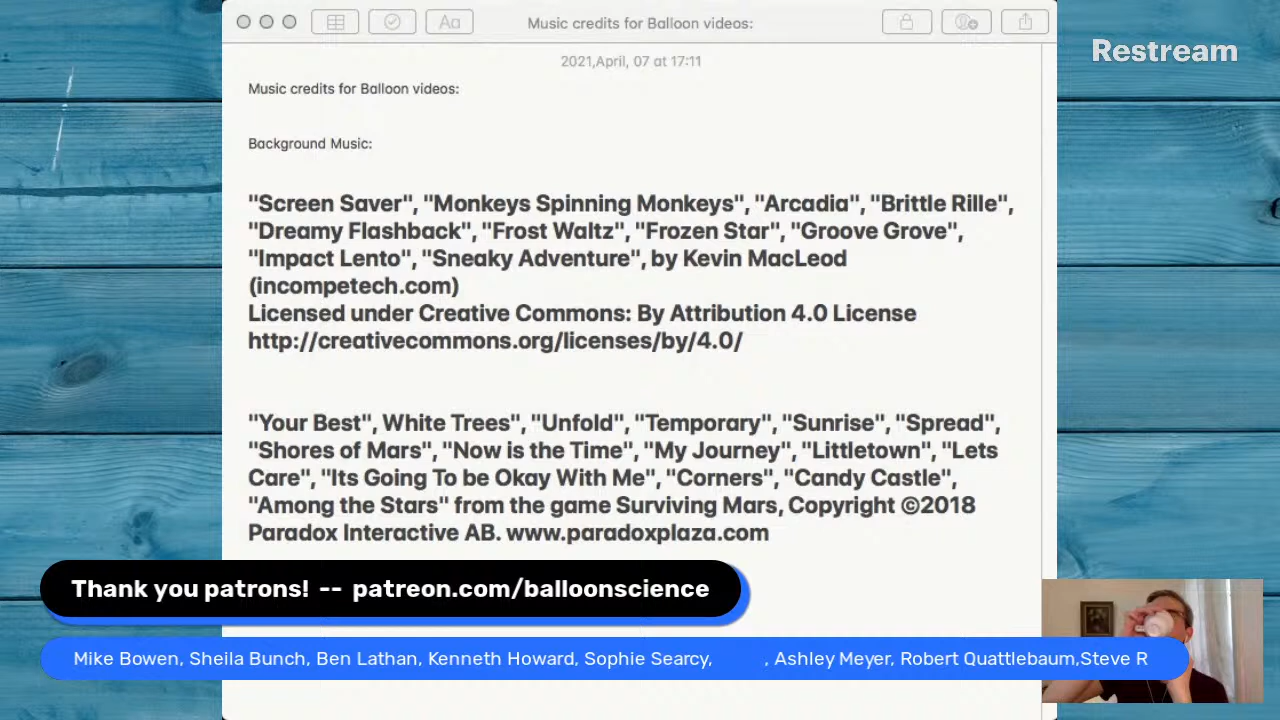 Aa
Music credits for Balloon videos:
Restream
2021,April, 07 at 17:11
Music credits for Balloon videos:
Background Music:
"Screen Saver", "Monkeys Spinning Monkeys", "Arcadia", "Brittle Rille",
"Dreamy Flashback", "Frost Waltz", "Frozen Star", "Groove Grove",
"Impact Lento", "Sneaky Adventure", by Kevin MacLeod
(incompetech.com)
Licensed under Creative Commons: By Attribution 4.0 License
http://creativecommons.org/licenses/by/4.0/
"Your Best", White Trees", "Unfold", "Temporary", "Sunrise", "Spread",
"Shores of Mars", "Now is the Time", "My Journey", "Littletown", "Lets
Care", "Its Going To be Okay With Me", "Corners", "Candy Castle",
"Among the Stars" from the game Surviving Mars, Copyright ©2018
Paradox Interactive AB. www.paradoxplaza.com
Thank you patrons! -- patreon.com/balloonscience
Mike Bowen, Sheila Bunch, Ben Lathan, Kenneth Howard, Sophie Searcy, , Ashley Meyer, Robert Quattlebaum,Steve R